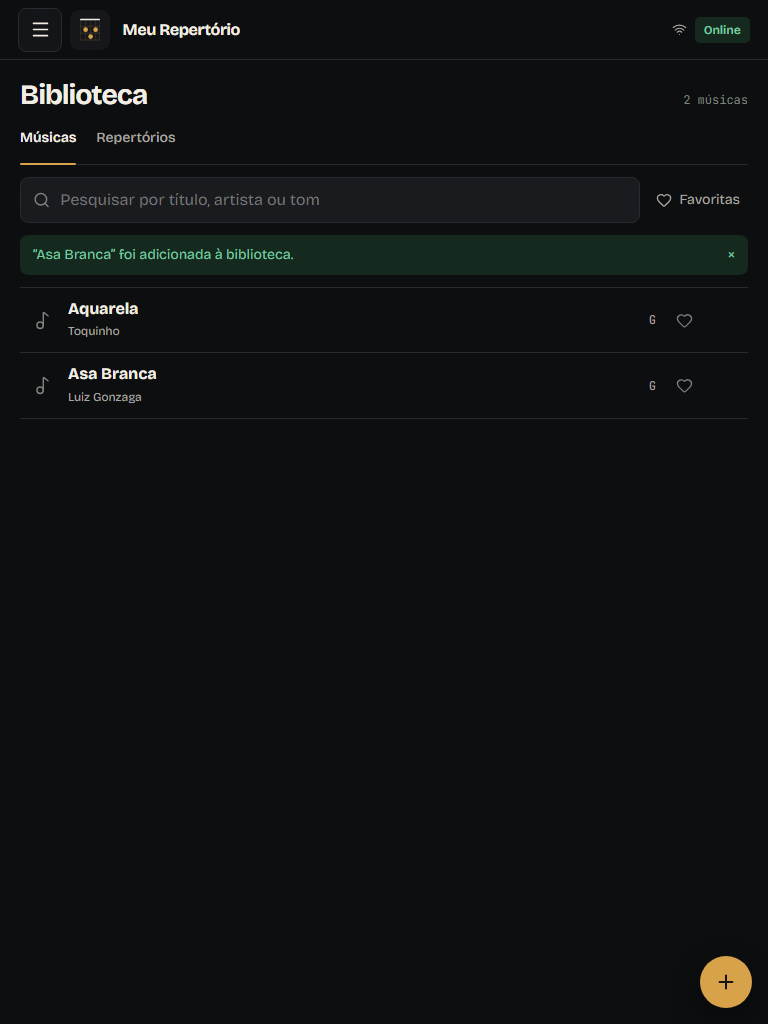 Meu Repertório
Online
Biblioteca
2 músicas
Músicas
Repertórios
Pesquisar por título, artista ou tom
Favoritas
“Asa Branca” foi adicionada à biblioteca.
×
Aquarela
Toquinho
G
Asa Branca
Luiz Gonzaga
G